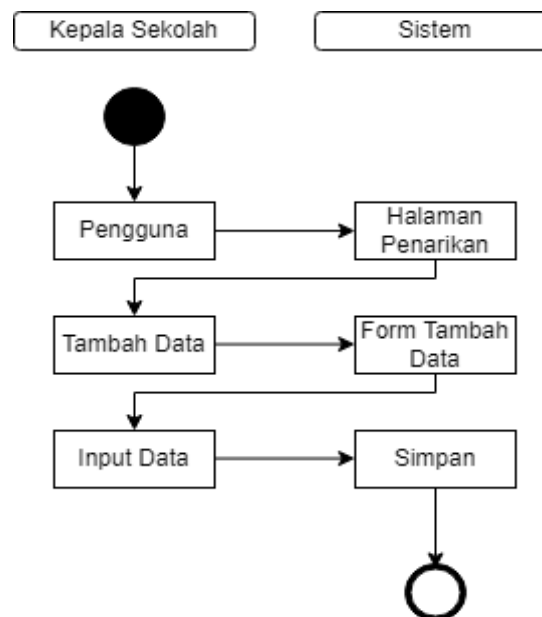 Kepala Sekolah
Sistem
Pengguna
Halaman
Penarikan
Tambah Data
Form Tambah
Data
Input Data
Simpan